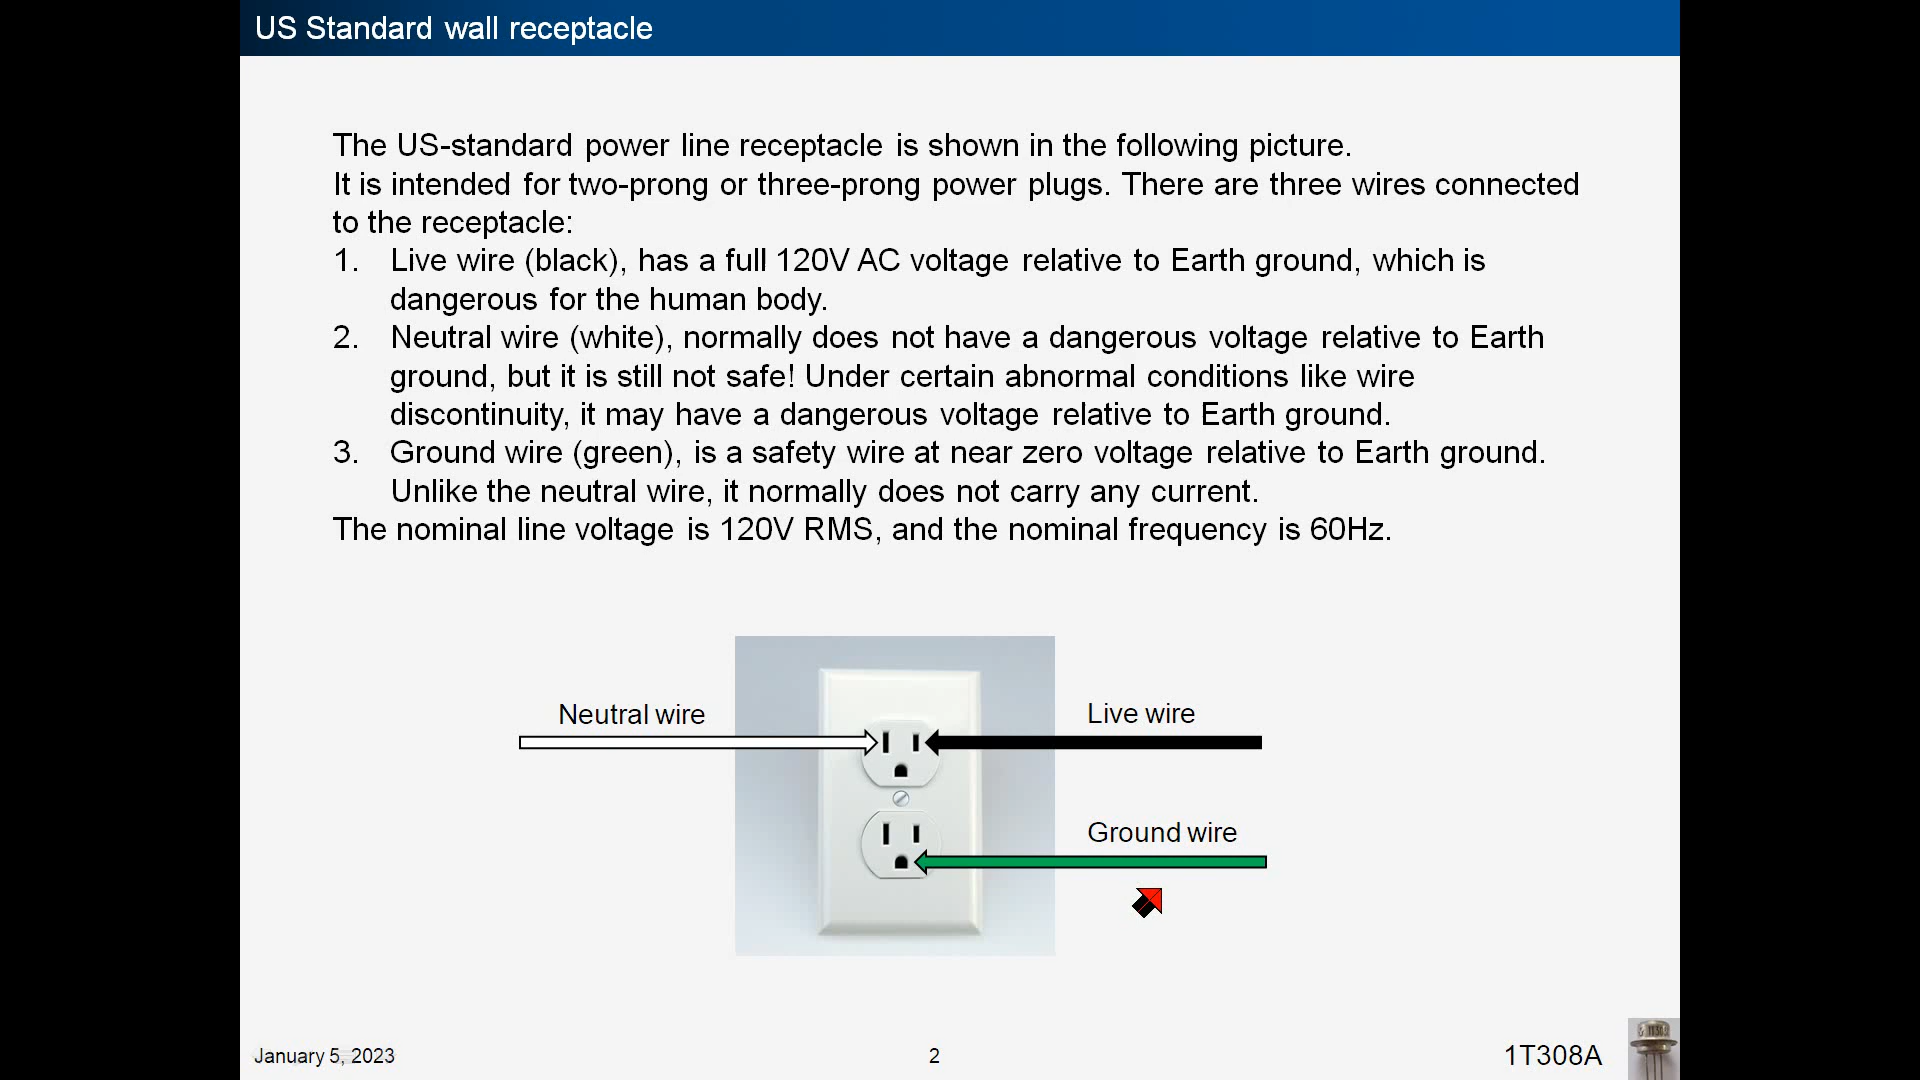 US Standard wall receptacle
The US-standard power line receptacle is shown in the following picture.
It is intended for two-prong or three-prong power plugs. There are three wires connected
to the receptacle:
1. Live wire (black), has a full 120V AC voltage relative to Earth ground, which is
dangerous for the human body.
2. Neutral wire (white), normally does not have a dangerous voltage relative to Earth
ground, but it is still not safe! Under certain abnormal conditions like wire
discontinuity, it may have a dangerous voltage relative to Earth ground.
3. Ground wire (green), is a safety wire at near zero voltage relative to Earth ground.
Unlike the neutral wire, it normally does not carry any current.
The nominal line voltage is 120V RMS, and the nominal frequency is 60Hz.
Neutral wire
Live wire
Ground wire
January 5, 2023
2
1T308A